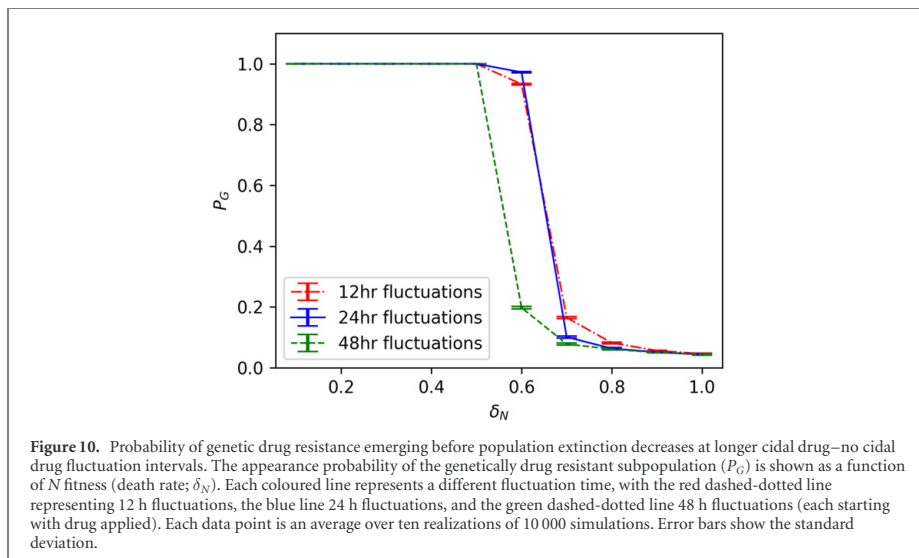 1.0
0.8
0.6
0.4
0.2
0.0
P_G
12hr fluctuations
24hr fluctuations
48hr fluctuations
0.2 0.4 0.6 0.8 1.0
δ_N
Figure 10. Probability of genetic drug resistance emerging before population extinction decreases at longer cidal drug–no cidal
drug fluctuation intervals. The appearance probability of the genetically drug resistant subpopulation (P_G) is shown as a function
of N fitness (death rate; δ_N). Each coloured line represents a different fluctuation time, with the red dashed-dotted line
representing 12 h fluctuations, the blue line 24 h fluctuations, and the green dashed-dotted line 48 h fluctuations (each starting
with drug applied). Each data point is an average over ten realizations of 10 000 simulations. Error bars show the standard
deviation.